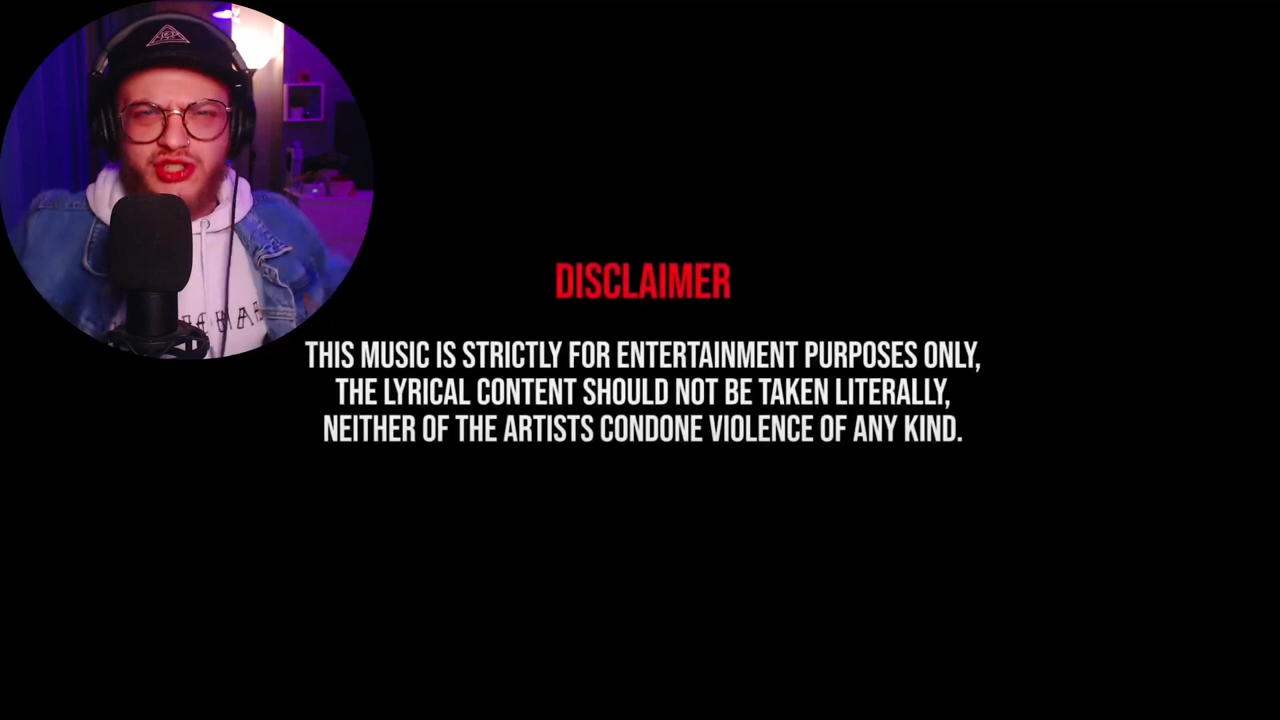 DISCLAIMER
THIS MUSIC IS STRICTLY FOR ENTERTAINMENT PURPOSES ONLY,
THE LYRICAL CONTENT SHOULD NOT BE TAKEN LITERALLY,
NEITHER OF THE ARTISTS CONDONE VIOLENCE OF ANY KIND.